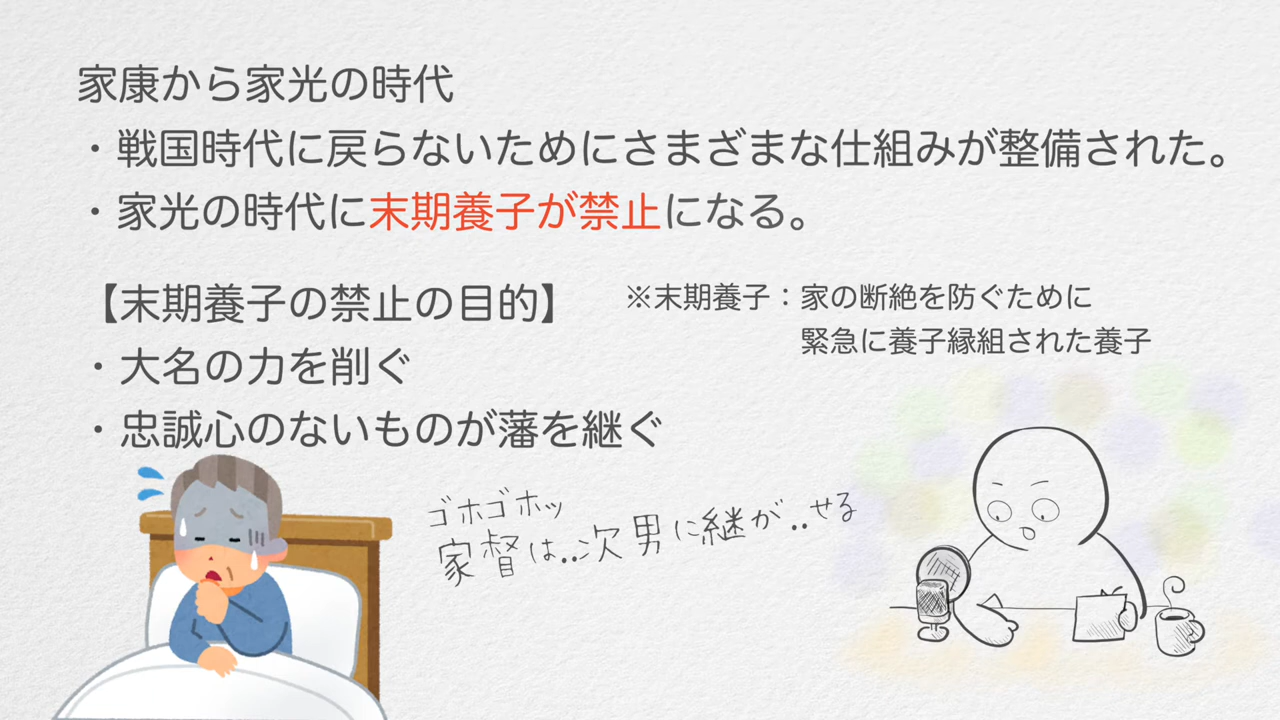 家康から家光の時代
・戦国時代に戻らないためにさまざまな仕組みが整備された。
・家光の時代に末期養子が禁止になる。
【末期養子の禁止の目的】
※末期養子：家の断絶を防ぐために
緊急に養子縁組された養子
・大名の力を削ぐ
・忠誠心のないものが藩を継ぐ
ゴホゴホッ
家督は‥次男に継が‥せる